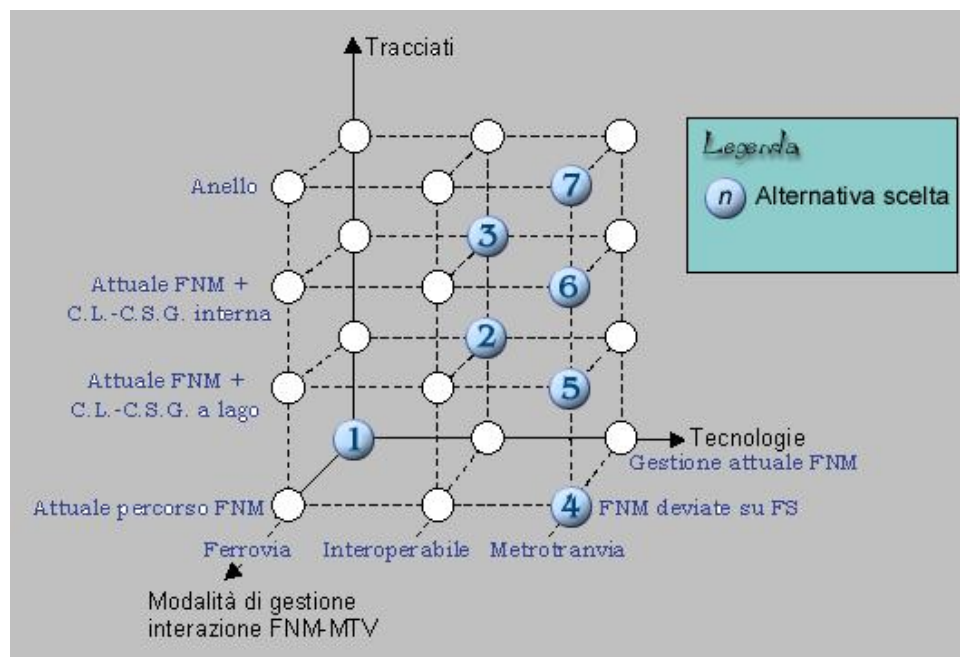 Tracciati
Legenda
n Alternativa scelta
Anello
7
3
Attuale FNM +
C.L.-C.S.G. interna
6
2
Attuale FNM +
C.L.-C.S.G. a lago
5
1
Tecnologie
Gestione attuale FNM
Attuale percorso FNM
4
FNM deviate su FS
Ferrovia
Interoperabile
Metrotranvia
Modalità di gestione
interazione FNM-MTV